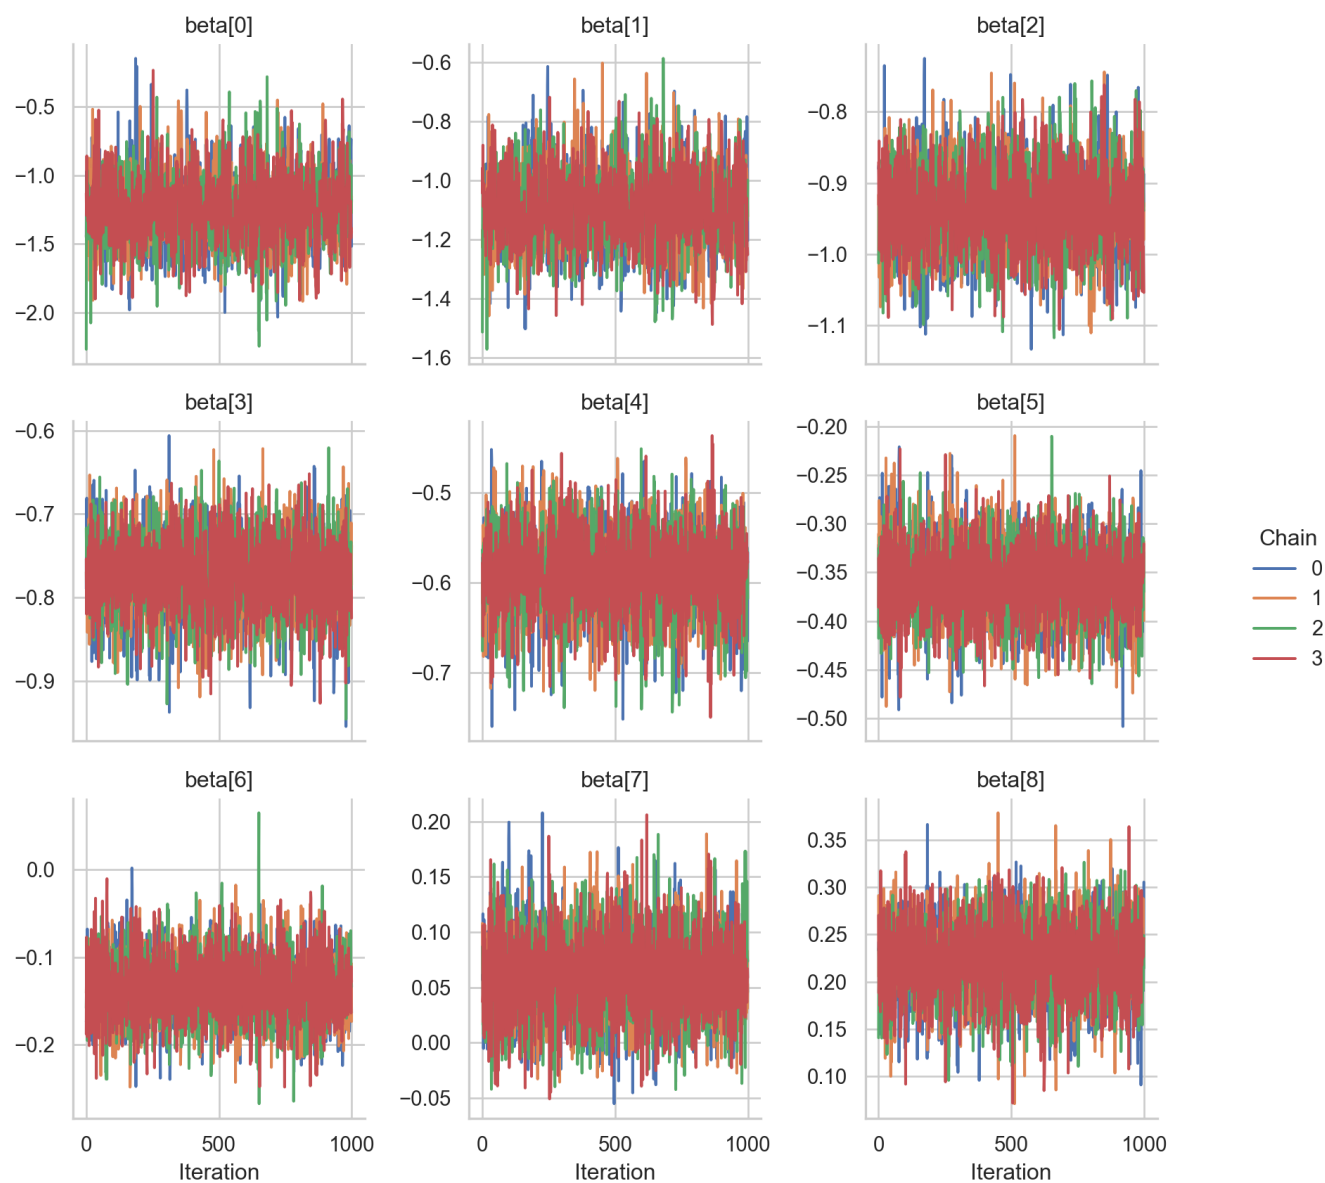 beta[0]
beta[1]
beta[2]
−0.5
−1.0
−1.5
−2.0
−0.6
−0.8
−1.0
−1.2
−1.4
−1.6
−0.8
−0.9
−1.0
−1.1
beta[3]
beta[4]
beta[5]
−0.6
−0.7
−0.8
−0.9
−0.5
−0.6
−0.7
−0.20
−0.25
−0.30
−0.35
−0.40
−0.45
−0.50
Chain
0
1
2
3
beta[6]
beta[7]
beta[8]
0.0
−0.1
−0.2
0.20
0.15
0.10
0.05
0.00
−0.05
0.35
0.30
0.25
0.20
0.15
0.10
0 500 1000
0 500 1000
0 500 1000
Iteration
Iteration
Iteration